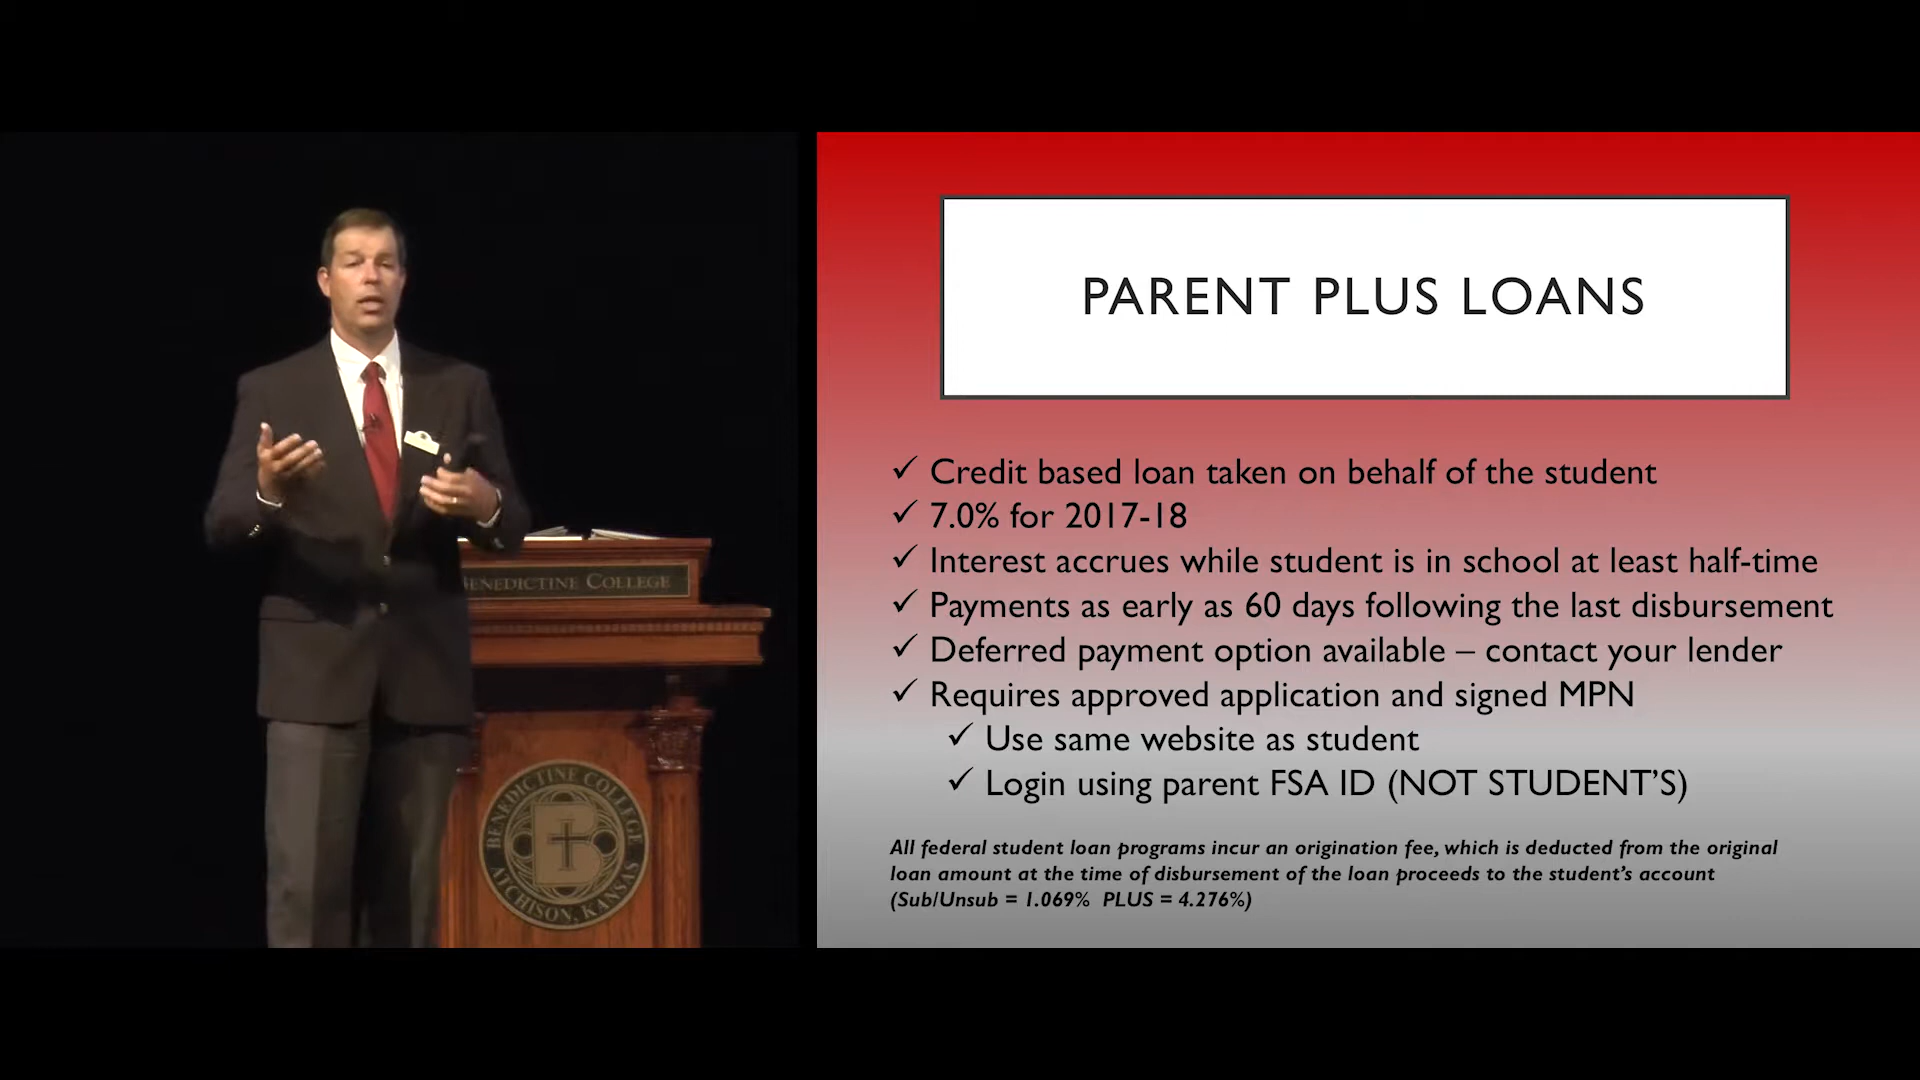 PARENT PLUS LOANS
✓ Credit based loan taken on behalf of the student
✓ 7.0% for 2017-18
✓ Interest accrues while student is in school at least half-time
✓ Payments as early as 60 days following the last disbursement
✓ Deferred payment option available – contact your lender
✓ Requires approved application and signed MPN
✓ Use same website as student
✓ Login using parent FSA ID (NOT STUDENT’S)
All federal student loan programs incur an origination fee, which is deducted from the original
loan amount at the time of disbursement of the loan proceeds to the student’s account
(Sub/Unsub = 1.069% PLUS = 4.276%)
BENEDICTINE COLLEGE
BENEDICTINE COLLEGE
ATCHISON, KANSAS